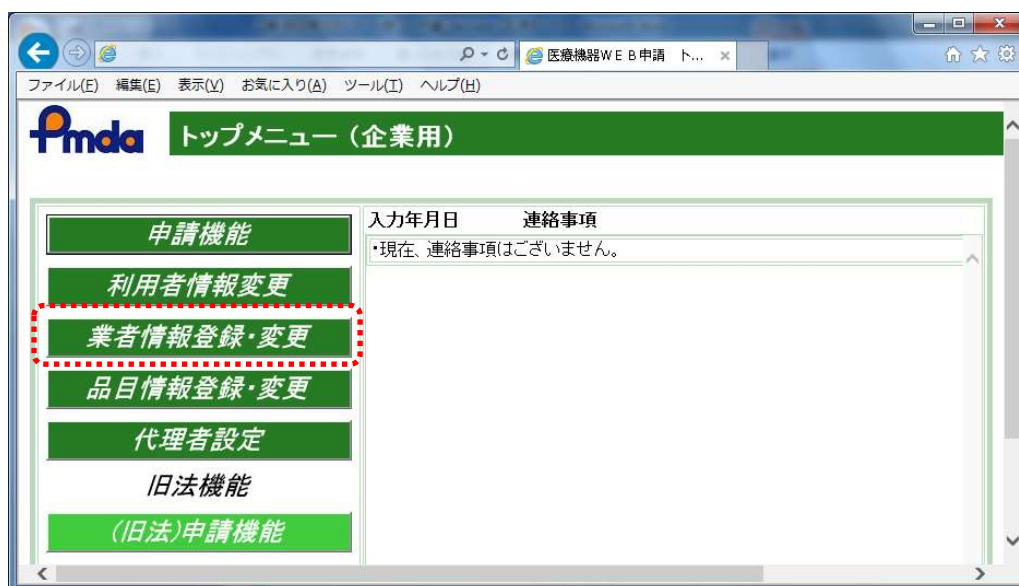 医療機器WEB申請 ト...
ファイル(F) 編集(E) 表示(V) お気に入り(A) ツール(T) ヘルプ(H)
Pmda トップメニュー(企業用)
申請機能
利用者情報変更
業者情報登録・変更
品目情報登録・変更
代理者設定
旧法機能
(旧法)申請機能
入力年月日 連絡事項
・現在、連絡事項はございません。